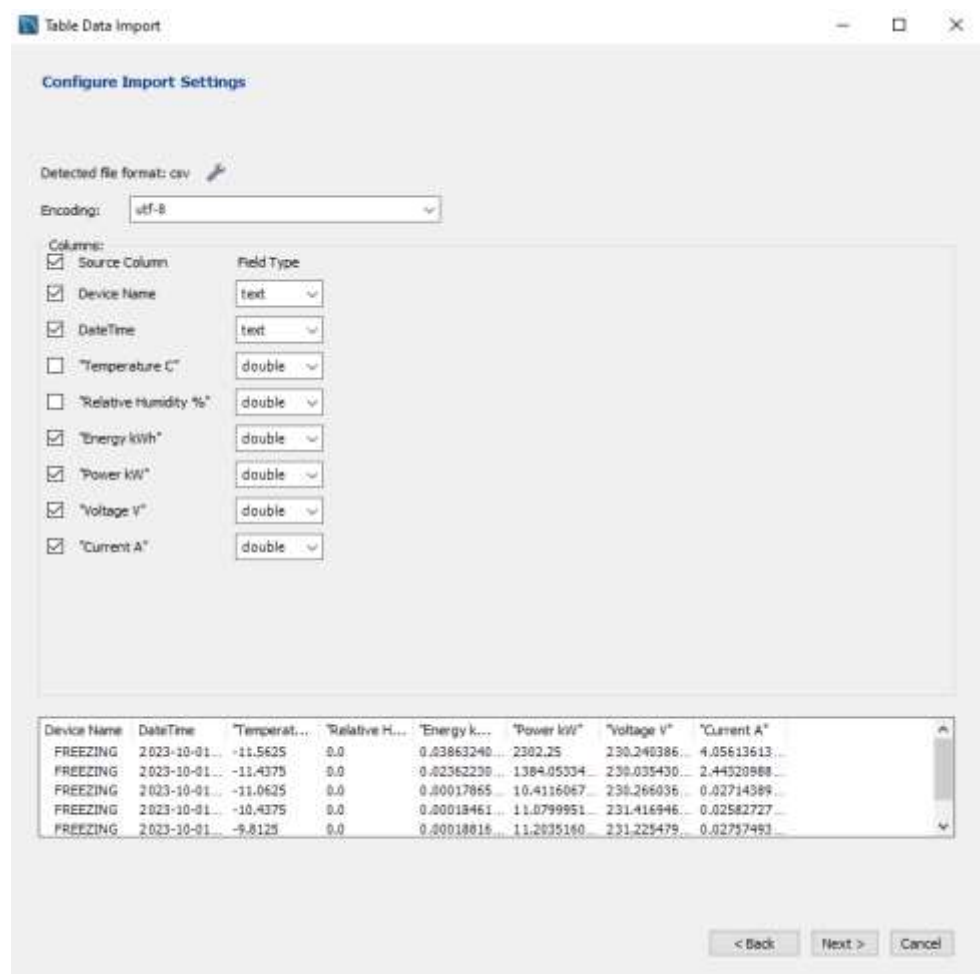 Table Data Import
Configure Import Settings
Detected file format: csv
Encoding: utf-8
Columns:
Source Column Field Type
Device Name text
DateTime text
"Temperature C" double
"Relative Humidity %" double
"Energy kWh" double
"Power kW" double
"Voltage V" double
"Current A" double
Device Name DateTime "Temperat... "Relative H... "Energy k... "Power kW" "Voltage V" "Current A"
FREEZING 2023-10-01... -11.5625 0.0 0.03863240... 2302.25 230.240386... 4.05613613...
FREEZING 2023-10-01... -11.4375 0.0 0.02362230... 1384.05334... 230.035430... 2.44320988...
FREEZING 2023-10-01... -11.0625 0.0 0.00017865... 10.4116067... 230.266036... 0.02714389...
FREEZING 2023-10-01... -10.4375 0.0 0.00018461... 11.0799951... 231.416946... 0.02582727...
FREEZING 2023-10-01... -9.8125 0.0 0.00018816... 11.2035160... 231.225479... 0.02757493...
< Back Next > Cancel